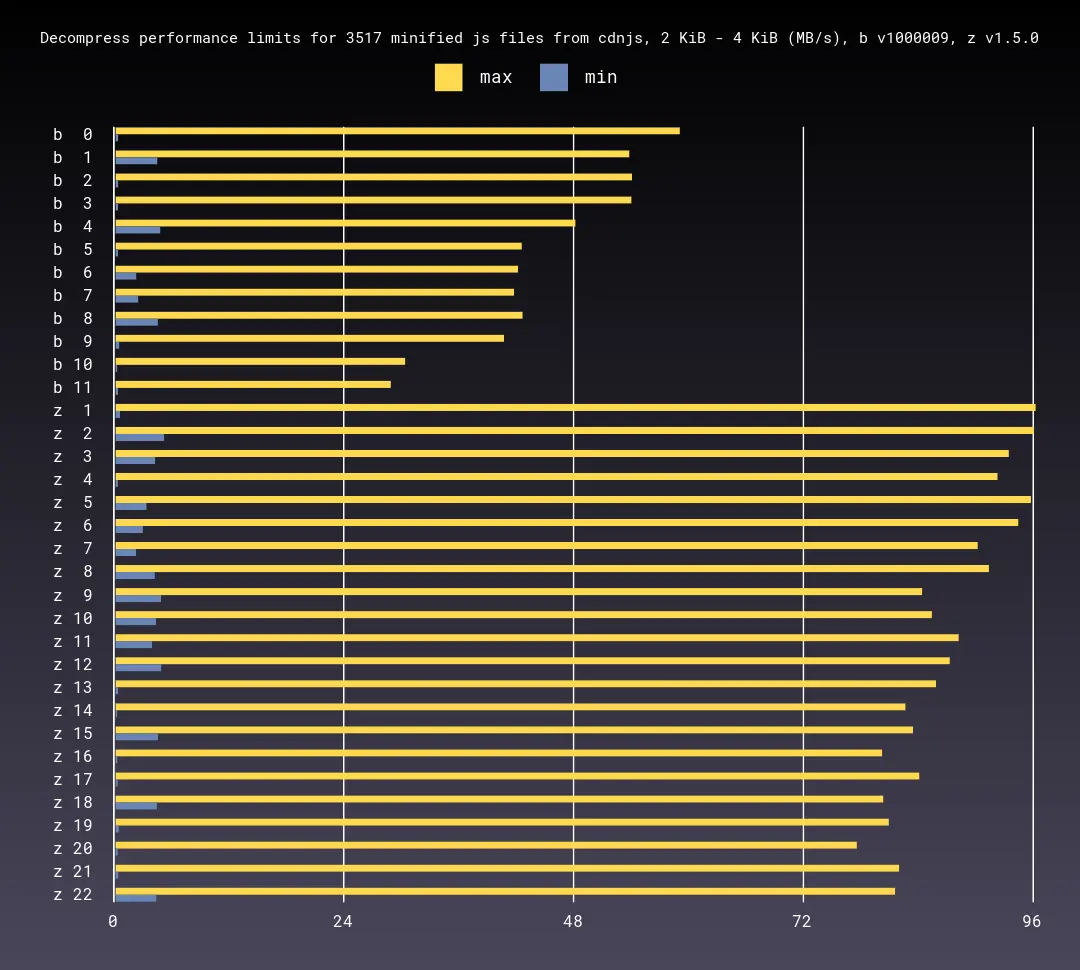 Decompress performance limits for 3517 minified js files from cdnjs, 2 KiB - 4 KiB (MB/s), b v1000009, z v1.5.0
max min
b 0
b 1
b 2
b 3
b 4
b 5
b 6
b 7
b 8
b 9
b 10
b 11
z 1
z 2
z 3
z 4
z 5
z 6
z 7
z 8
z 9
z 10
z 11
z 12
z 13
z 14
z 15
z 16
z 17
z 18
z 19
z 20
z 21
z 22
0 24 48 72 96